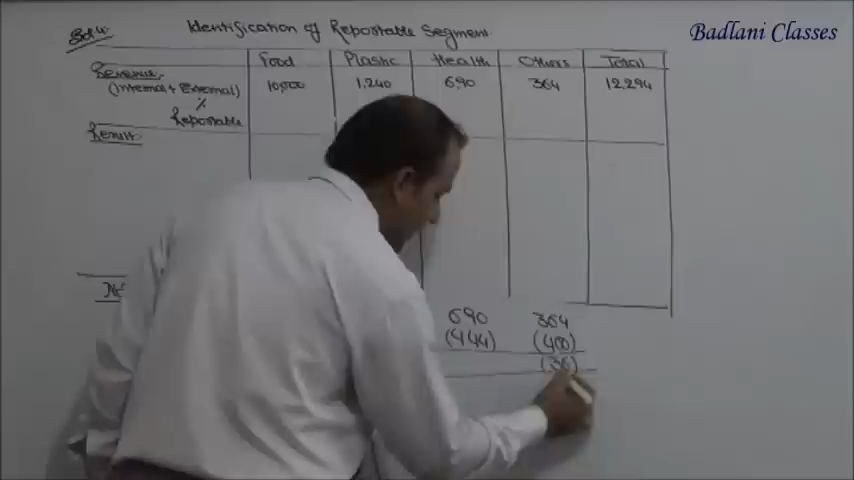 Badlani Classes
Soln 4:
Identification of Reportable Segment
Food Plastic Health Others Total
Revenue
(Internal + External) 10,000 1,240 690 364 12,294
%
Reportable
Result
690 364
(444) (400)
(36)